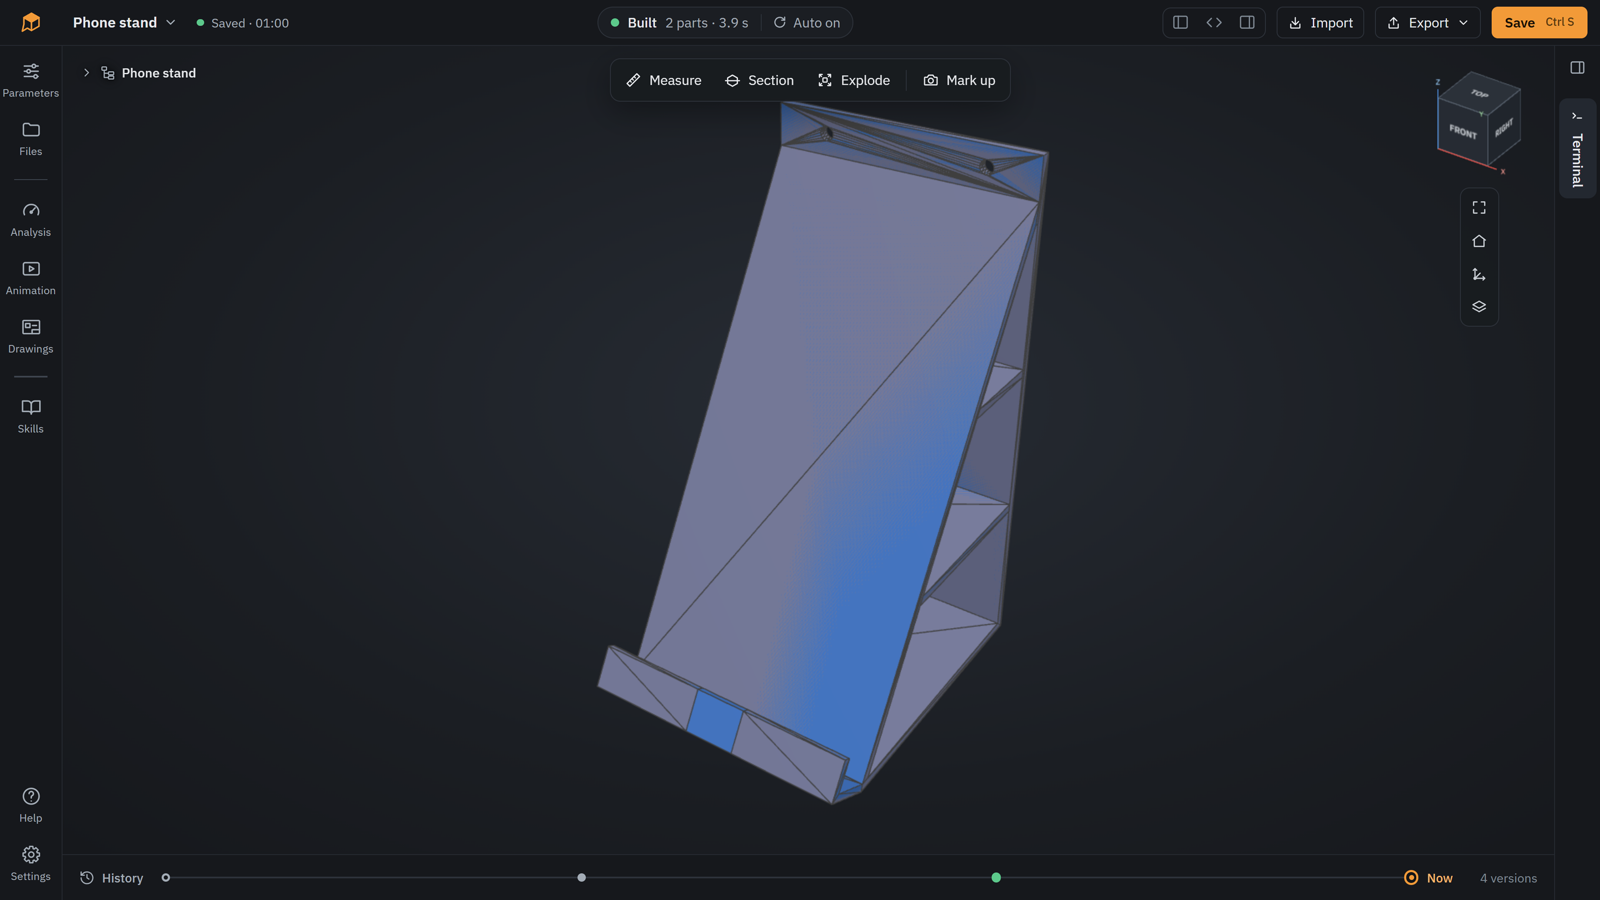 Phone stand
Saved · 01:00
Built 2 parts · 3.9 s
Auto on
Import
Export
Save Ctrl S
Parameters
Files
Analysis
Animation
Drawings
Skills
Help
Settings
Phone stand
Measure
Section
Explode
Mark up
Z
TOP
Y
FRONT
RIGHT
X
Terminal
History
Now
4 versions